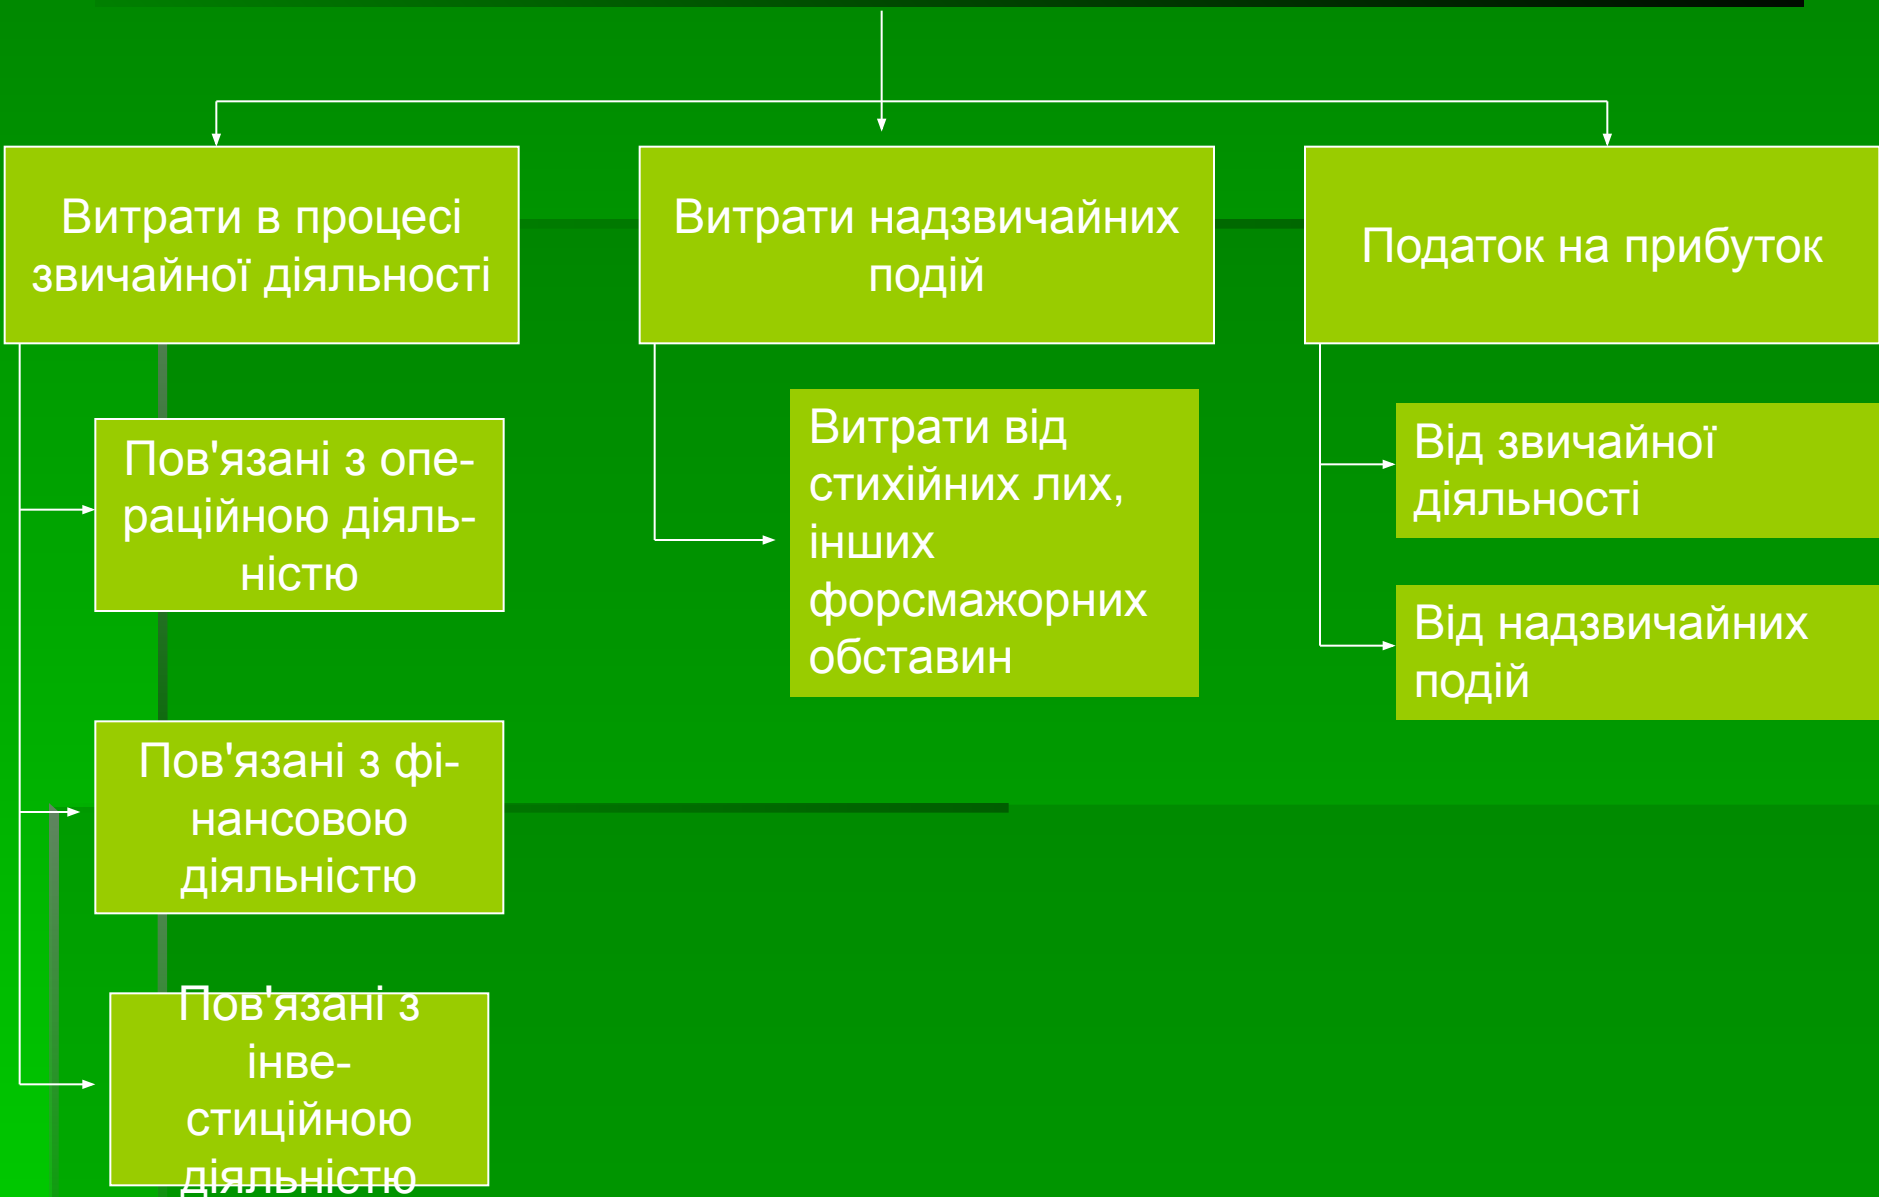 Витрати в процесі
звичайної діяльності
Витрати надзвичайних
подій
Податок на прибуток
Пов'язані з опе-
раційною діяль-
ністю
Пов'язані з фі-
нансовою
діяльністю
Пов'язані з
інве-
стиційною
діяльністю
Витрати від
стихійних лих,
інших
форсмажорних
обставин
Від звичайної
діяльності
Від надзвичайних
подій